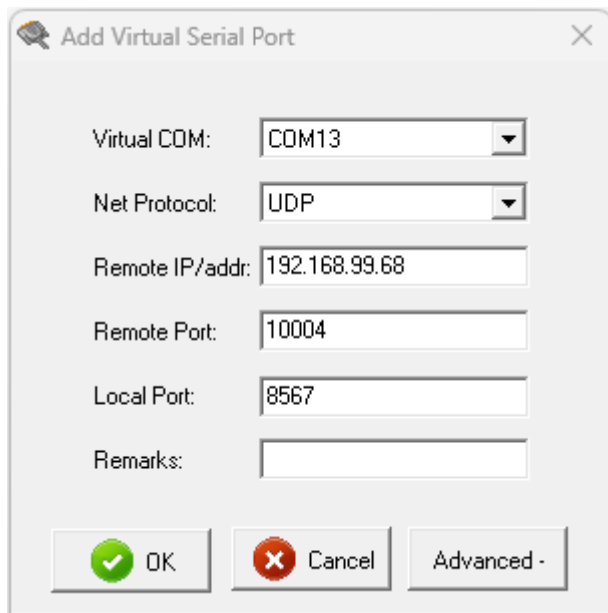 Add Virtual Serial Port
Virtual COM: COM13
Net Protocol: UDP
Remote IP/addr: 192.168.99.68
Remote Port: 10004
Local Port: 8567
Remarks:
OK Cancel Advanced -